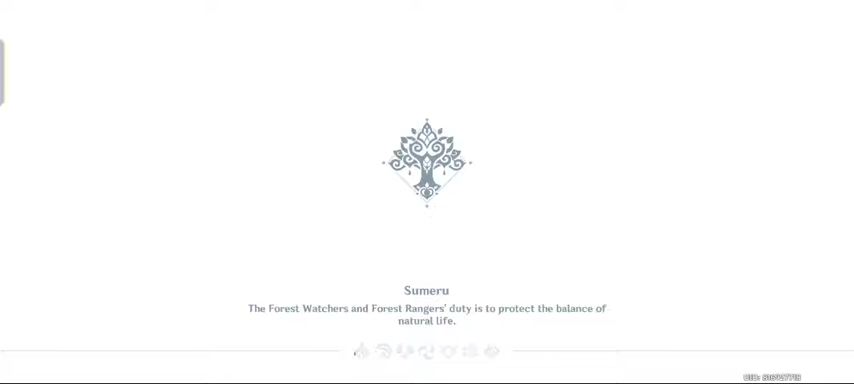 Sumeru
The Forest Watchers and Forest Rangers' duty is to protect the balance of
natural life.